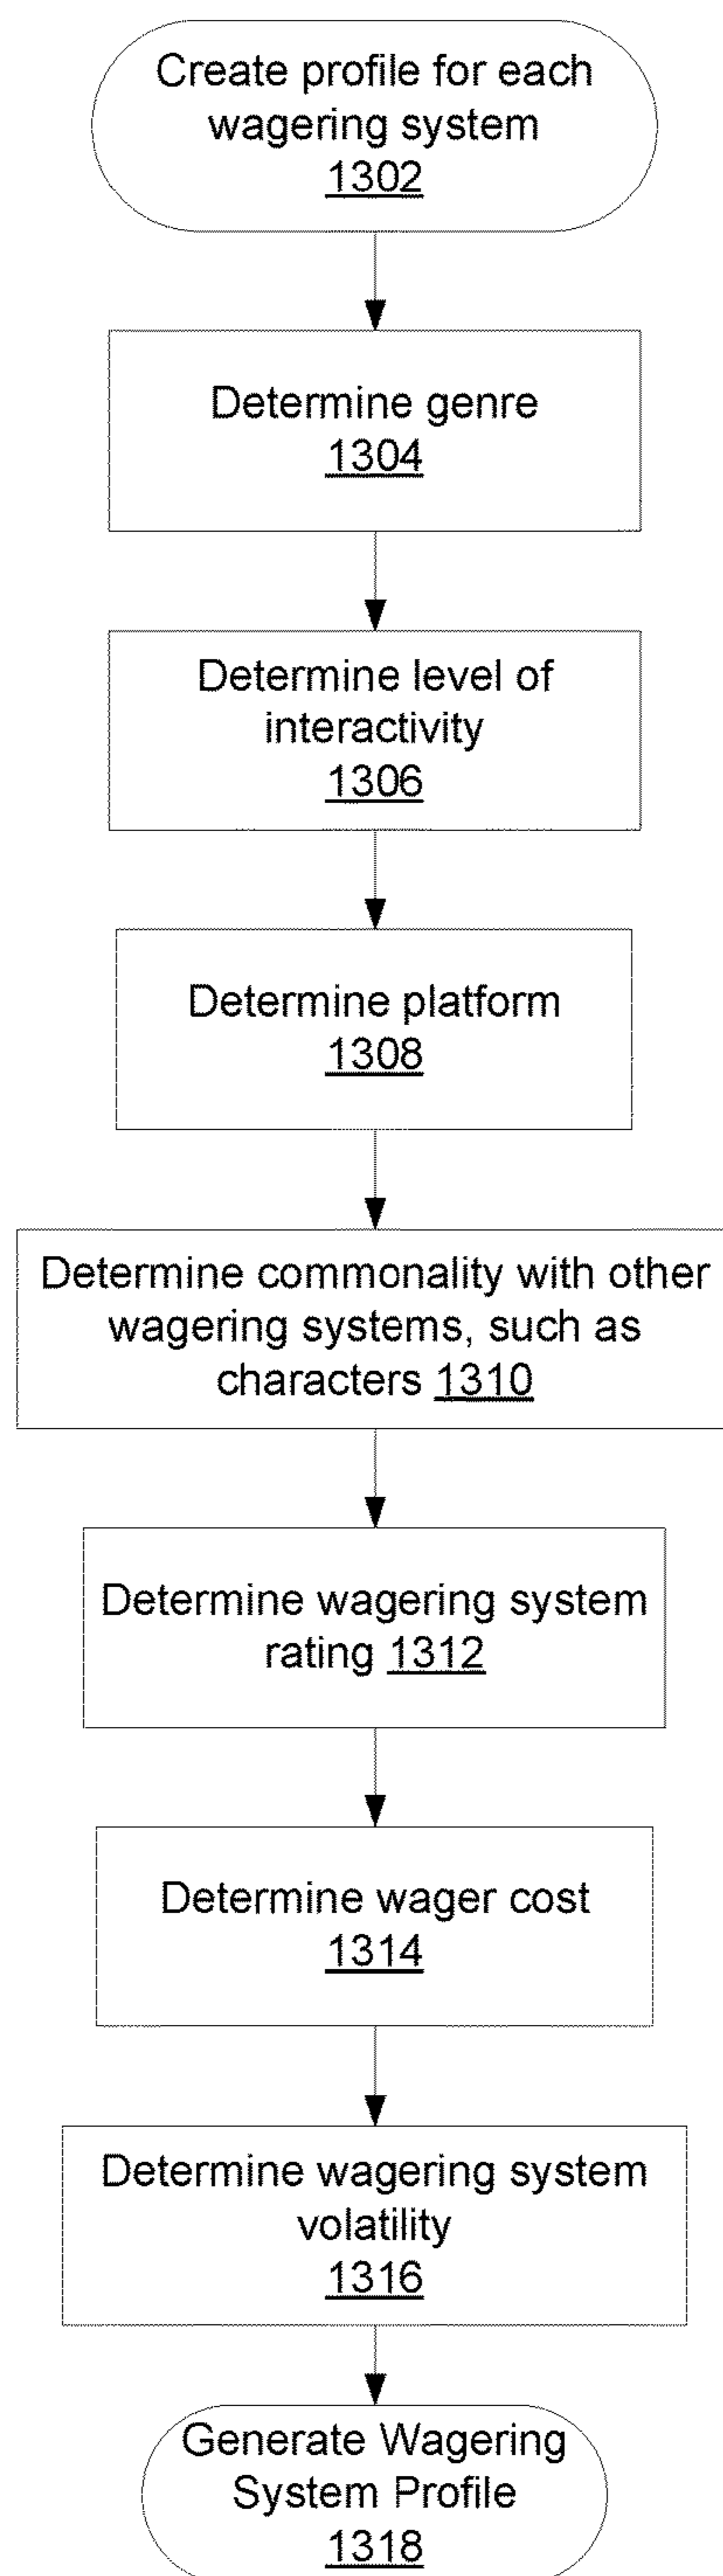 Create profile for each
wagering system
1302
Determine genre
1304
Determine level of
interactivity
1306
Determine platform
1308
Determine commonality with other
wagering systems, such as
characters 1310
Determine wagering system
rating 1312
Determine wager cost
1314
Determine wagering system
volatility
1316
Generate Wagering
System Profile
1318